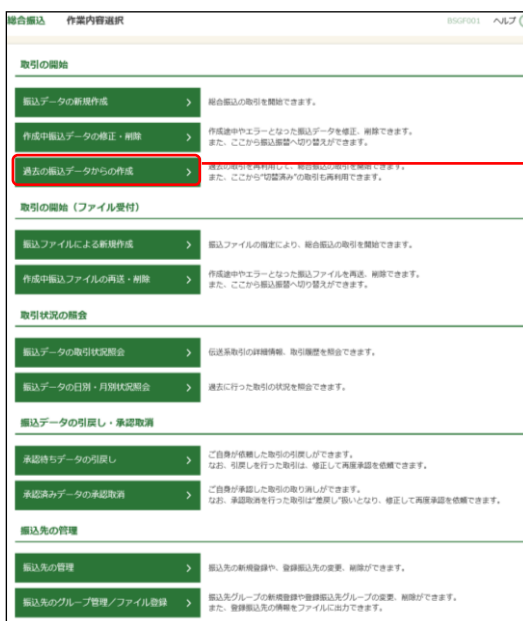 総合振込 作業内容選択 BSGF001 ヘルプ
取引の開始
振込データの新規作成 総合振込の取引を開始できます。
作成中振込データの修正・削除 作成途中やエラーとなった振込データを修正、削除できます。
また、ここから振込振替へ切り替えができます。
過去の振込データからの作成 過去の取引を再利用して、総合振込の取引を開始できます。
また、ここから"切替済み"の取引も再利用できます。
取引の開始（ファイル受付）
振込ファイルによる新規作成 振込ファイルの指定により、総合振込の取引を開始できます。
作成中振込ファイルの再送・削除 作成途中やエラーとなった振込ファイルを再送、削除できます。
また、ここから振込振替へ切り替えができます。
取引状況の照会
振込データの取引状況照会 伝送系取引の詳細情報、取引履歴を照会できます。
振込データの日別・月別状況照会 過去に行った取引の状況を照会できます。
振込データの引戻し・承認取消
承認待ちデータの引戻し ご自身が依頼した取引の引戻しができます。
なお、引戻しを行った取引は、修正して再度承認を依頼できます。
承認済みデータの承認取消 ご自身が承認した取引の取り消しができます。
なお、承認取消を行った取引は"差戻し"扱いとなり、修正して再度承認を依頼できます。
振込先の管理
振込先の管理 振込先の新規登録や、登録振込先の変更、削除ができます。
振込先のグループ管理／ファイル登録 振込先グループの新規登録や登録振込先グループの変更、削除ができます。
また、登録振込先の情報をファイルに出力できます。